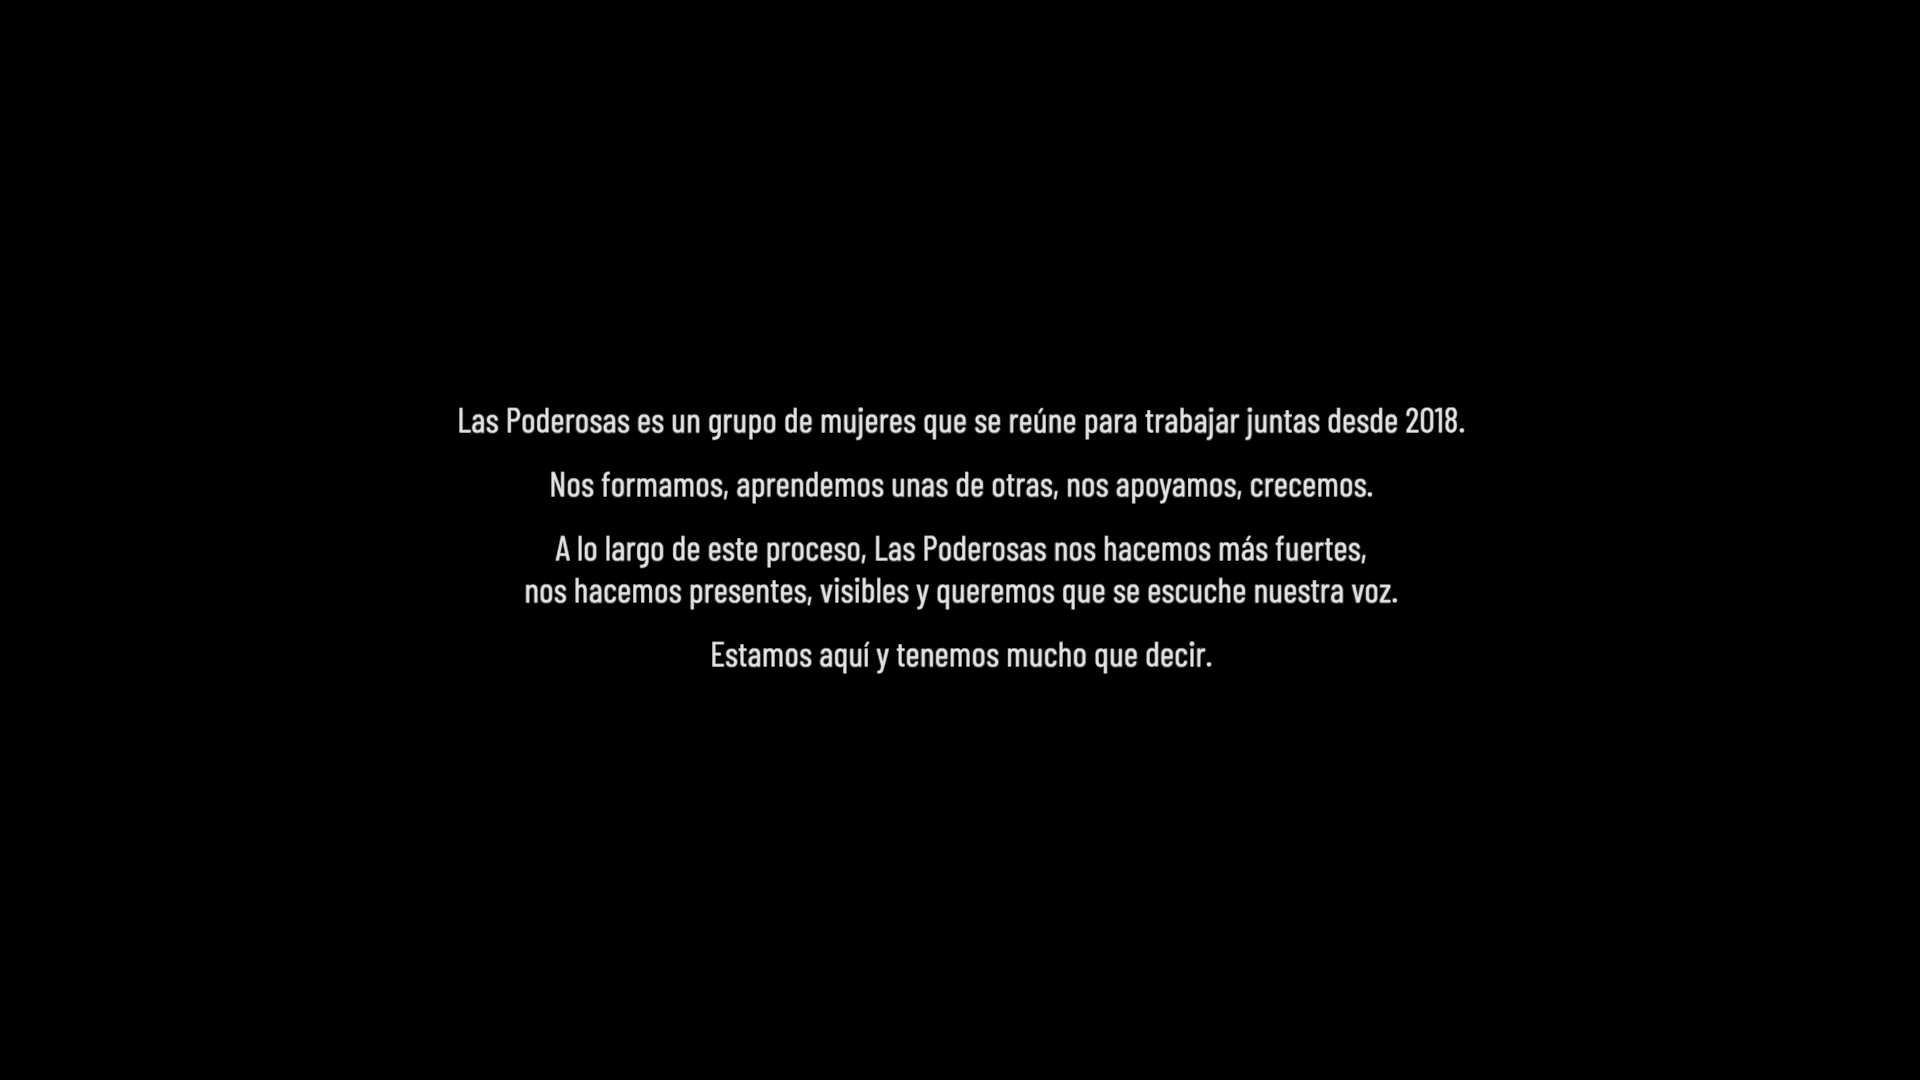 Las Poderosas es un grupo de mujeres que se reúne para trabajar juntas desde 2018.
Nos formamos, aprendemos unas de otras, nos apoyamos, crecemos.
A lo largo de este proceso, Las Poderosas nos hacemos más fuertes,
nos hacemos presentes, visibles y queremos que se escuche nuestra voz.
Estamos aquí y tenemos mucho que decir.